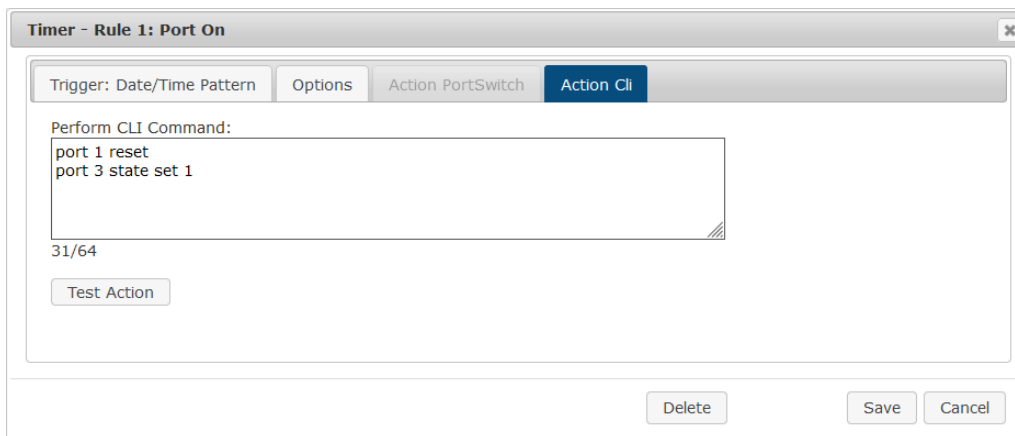 Timer - Rule 1: Port On
Trigger: Date/Time Pattern Options Action PortSwitch Action Cli
Perform CLI Command:
port 1 reset
port 3 state set 1
31/64
Test Action
Delete Save Cancel